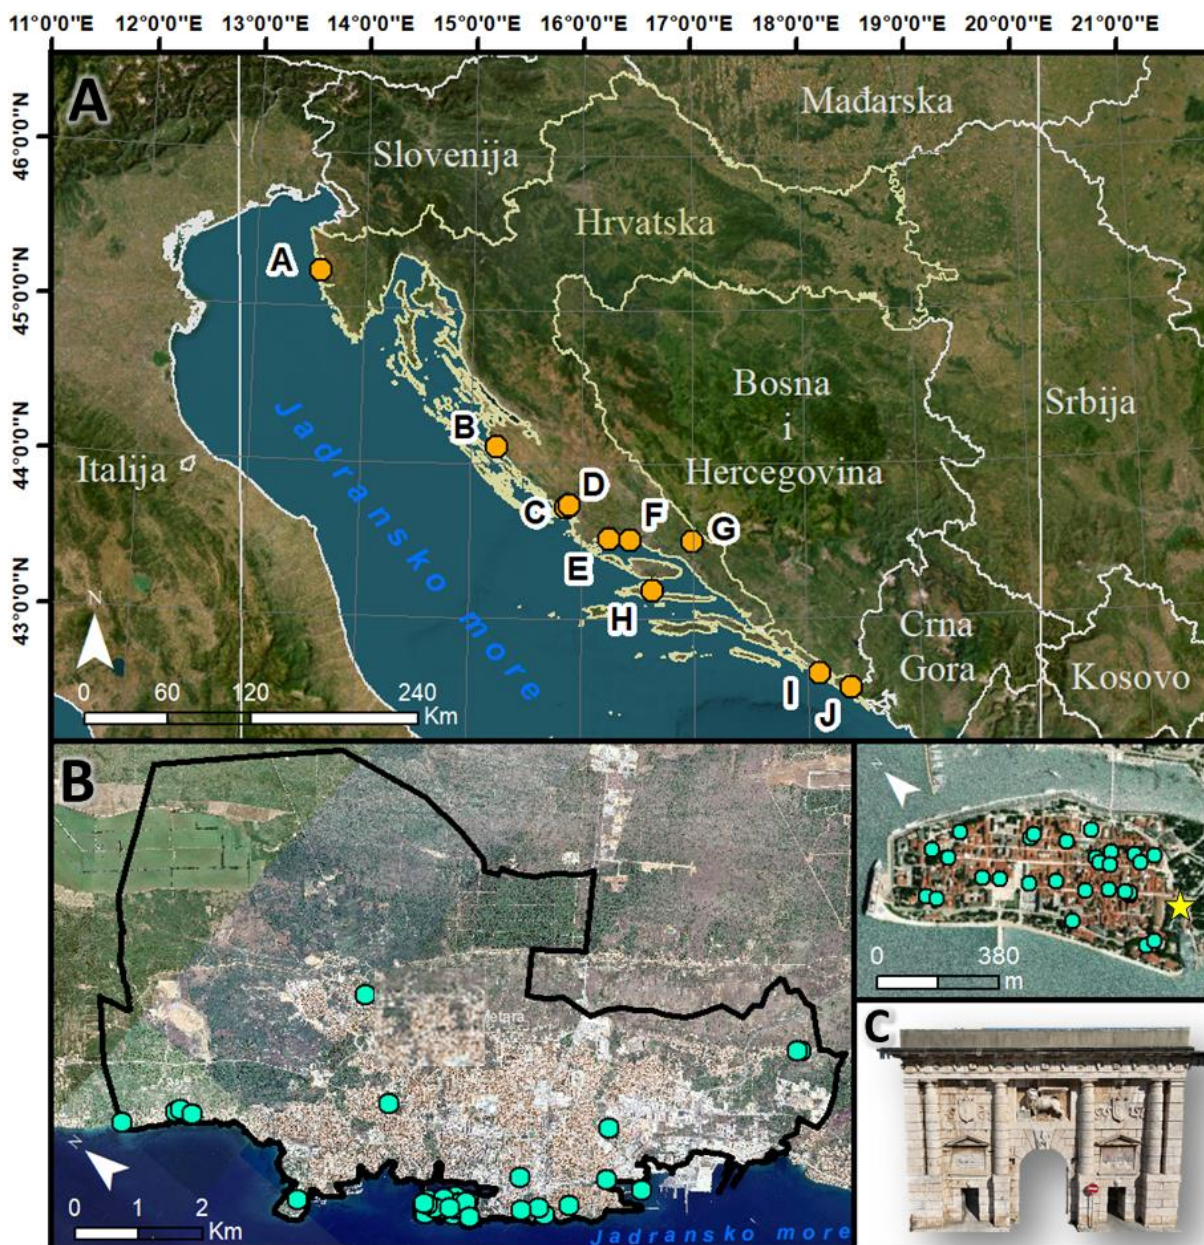 11°0'0"E 12°0'0"E 13°0'0"E 14°0'0"E 15°0'0"E 16°0'0"E 17°0'0"E 18°0'0"E 19°0'0"E 20°0'0"E 21°0'0"E
46°0'0"N
45°0'0"N
44°0'0"N
43°0'0"N
A
Mađarska
Slovenija
Hrvatska
A
Bosna
i
Hercegovina
Srbija
Italija
Jadransko more
B
C
D
E
F
G
H
I
J
Crna
Gora
Kosovo
N
0 60 120 240
Km
B
N
0 1 2
Km
Jadransko more
0 380
m
C